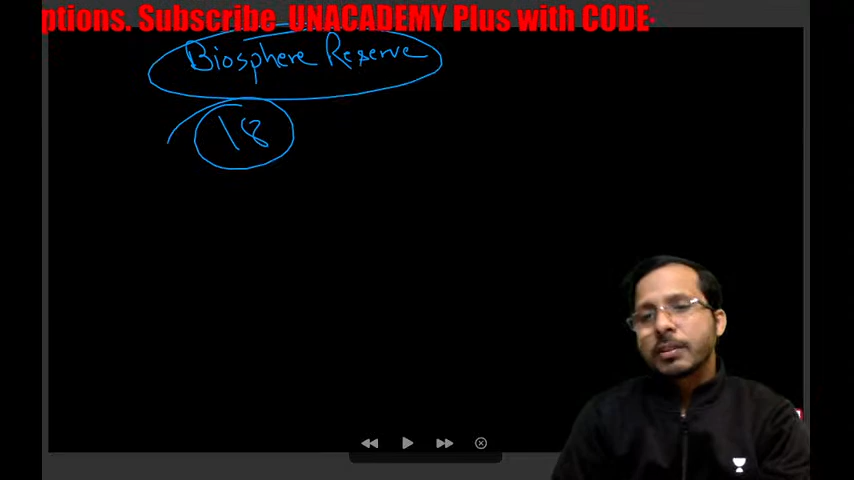 ptions. Subscribe UNACADEMY Plus with CODE
Biosphere Reserve
18